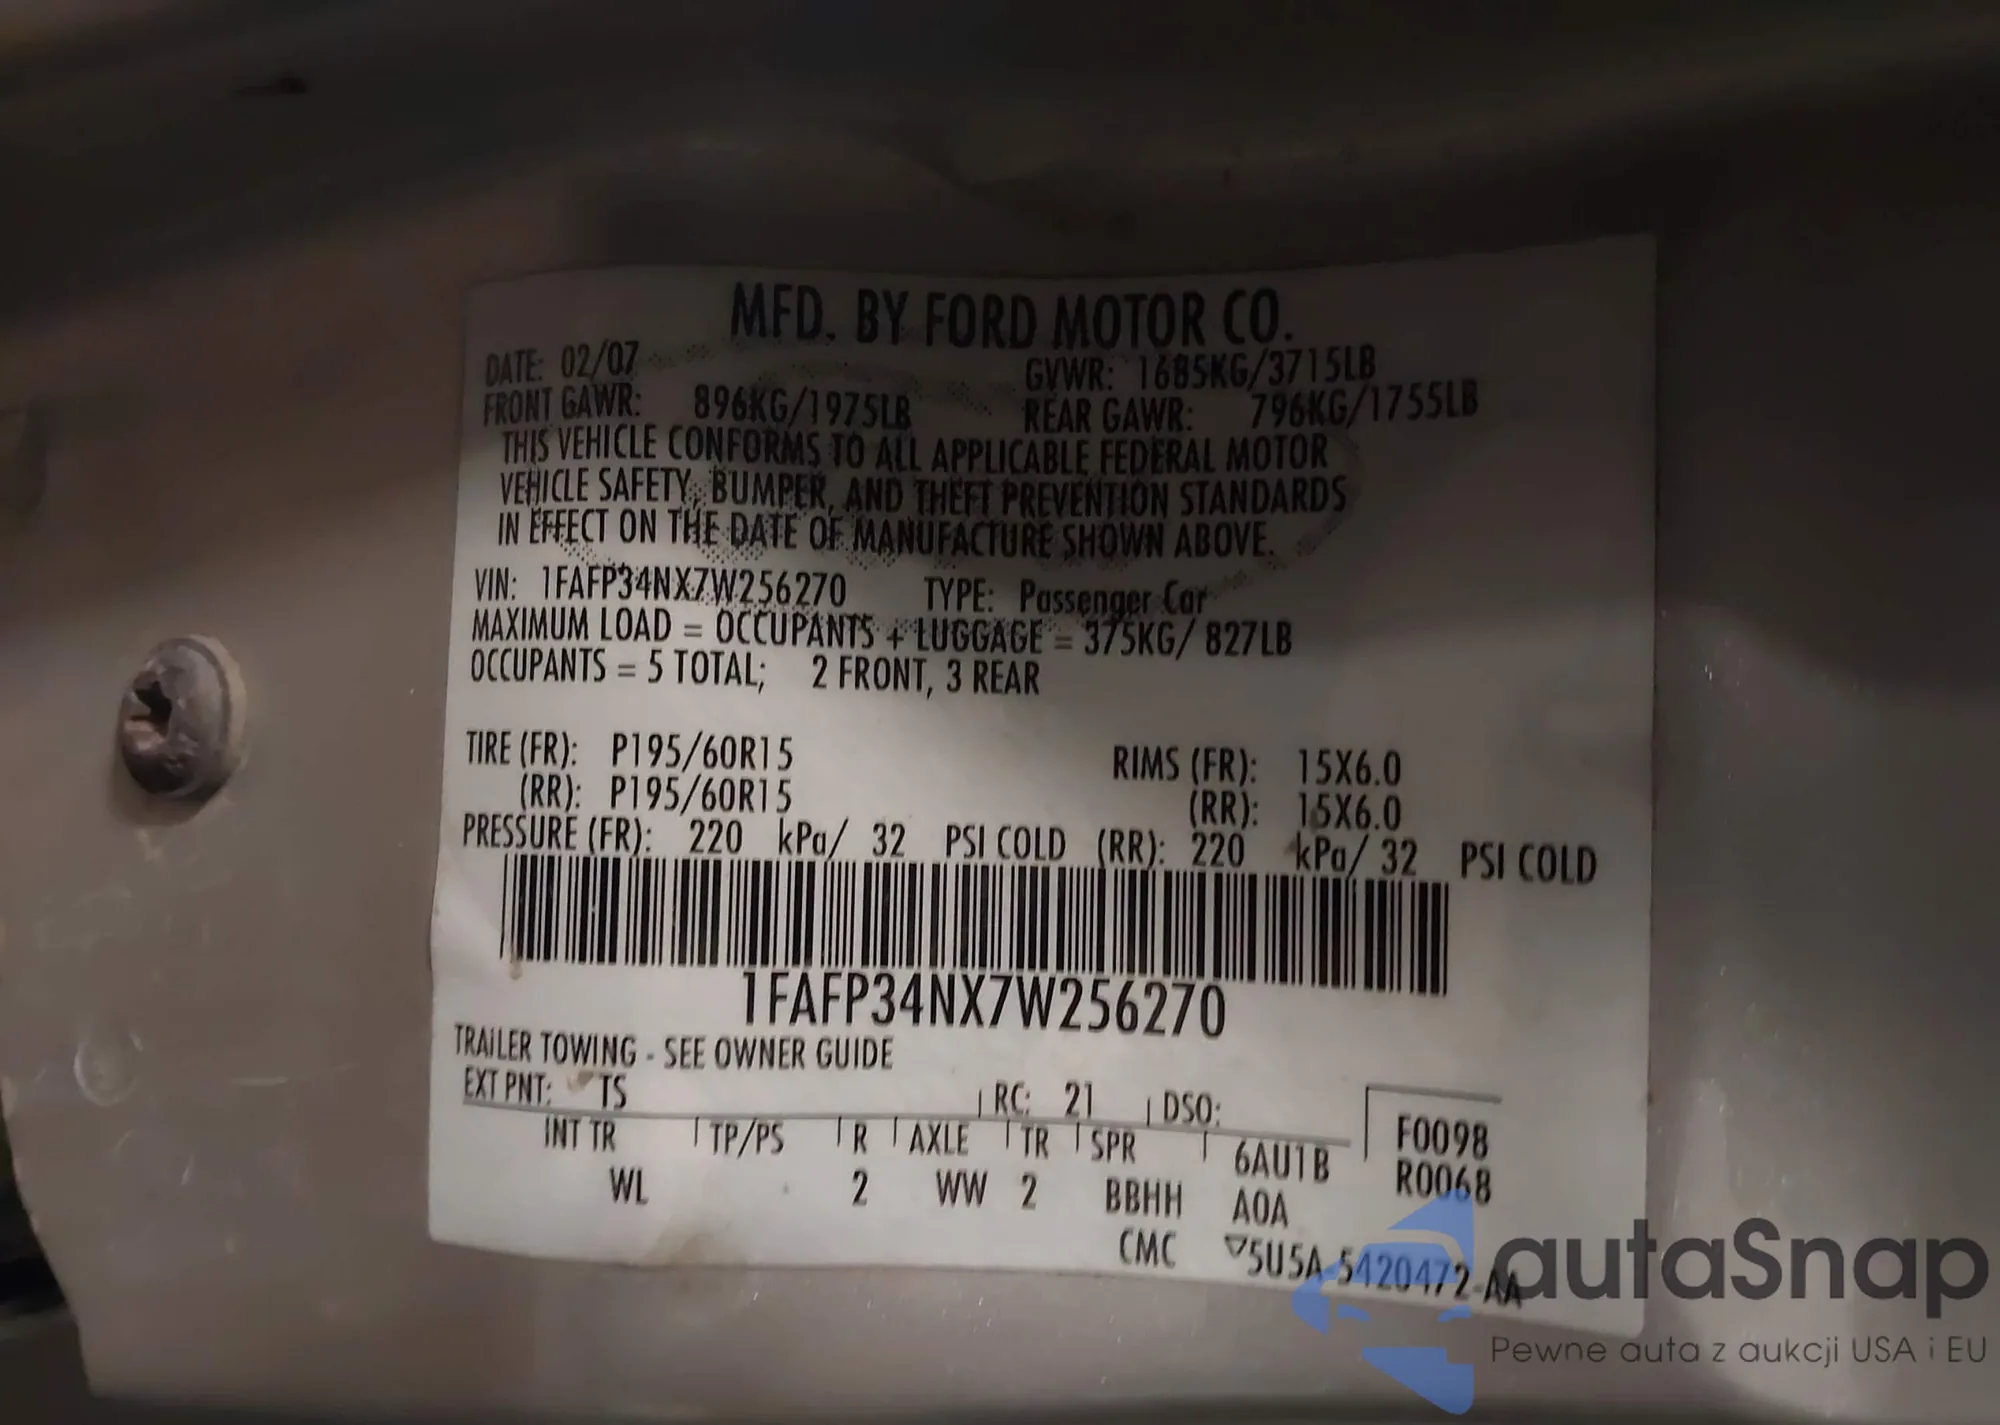 MFD. BY FORD MOTOR CO.
DATE: 02/07 GVWR: 1685KG/3715LB
FRONT GAWR: 896KG/1975LB REAR GAWR: 796KG/1755LB
THIS VEHICLE CONFORMS TO ALL APPLICABLE FEDERAL MOTOR
VEHICLE SAFETY, BUMPER, AND THEFT PREVENTION STANDARDS
IN EFFECT ON THE DATE OF MANUFACTURE SHOWN ABOVE.
VIN: 1FAFP34NX7W256270 TYPE: Passenger Car
MAXIMUM LOAD = OCCUPANTS + LUGGAGE = 375KG/ 827LB
OCCUPANTS = 5 TOTAL; 2 FRONT, 3 REAR
TIRE (FR): P195/60R15 RIMS (FR): 15X6.0
(RR): P195/60R15 (RR): 15X6.0
PRESSURE (FR): 220 kPa/ 32 PSI COLD (RR): 220 kPa/ 32 PSI COLD
1FAFP34NX7W256270
TRAILER TOWING - SEE OWNER GUIDE
EXT PNT: TS RC: 21 DSO:
INT TR TP/PS R AXLE TR SPR 6AU1B F0098
WL 2 WW 2 BBHH A0A R0068
CMC ▽5U5A-5420472-AA
autaSnap
Pewne auta z aukcji USA i EU